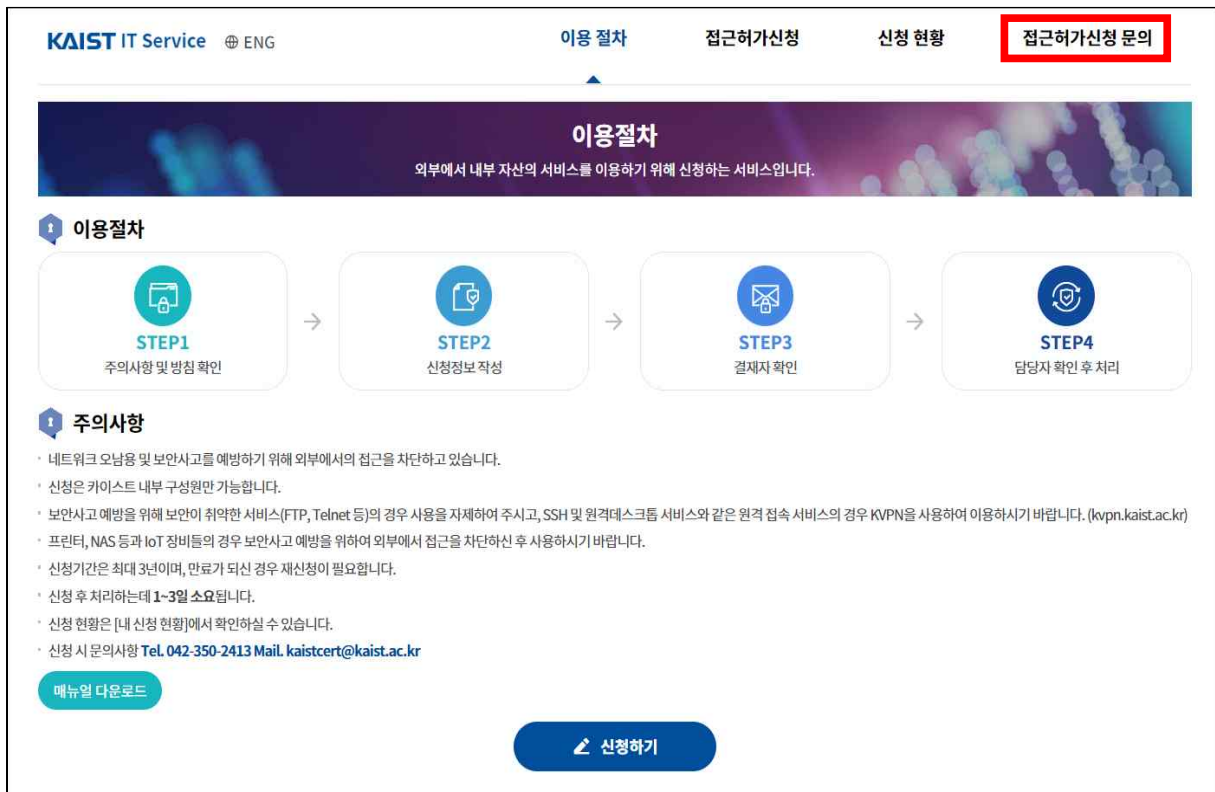 KAIST IT Service ENG 이용 절차 접근허가신청 신청 현황 접근허가신청 문의
이용절차
외부에서 내부 자산의 서비스를 이용하기 위해 신청하는 서비스입니다.
이용절차
STEP1
주의사항 및 방침 확인
STEP2
신청정보 작성
STEP3
결재자 확인
STEP4
담당자 확인 후 처리
주의사항
네트워크 오남용 및 보안사고를 예방하기 위해 외부에서의 접근을 차단하고 있습니다.
신청은 카이스트 내부 구성원만 가능합니다.
보안사고 예방을 위해 보안이 취약한 서비스(FTP, Telnet 등)의 경우 사용을 자제하여 주시고, SSH 및 원격데스크톱 서비스와 같은 원격 접속 서비스의 경우 KVPN을 사용하여 이용하시기 바랍니다. (kvpn.kaist.ac.kr)
프린터, NAS 등과 IoT 장비들의 경우 보안사고 예방을 위하여 외부에서 접근을 차단하신 후 사용하시기 바랍니다.
신청기간은 최대 3년이며, 만료가 되신 경우 재신청이 필요합니다.
신청 후 처리하는데 1~3일 소요됩니다.
신청 현황은 [내 신청 현황]에서 확인하실 수 있습니다.
신청 시 문의사항 Tel. 042-350-2413 Mail. kaistcert@kaist.ac.kr
매뉴얼 다운로드
신청하기